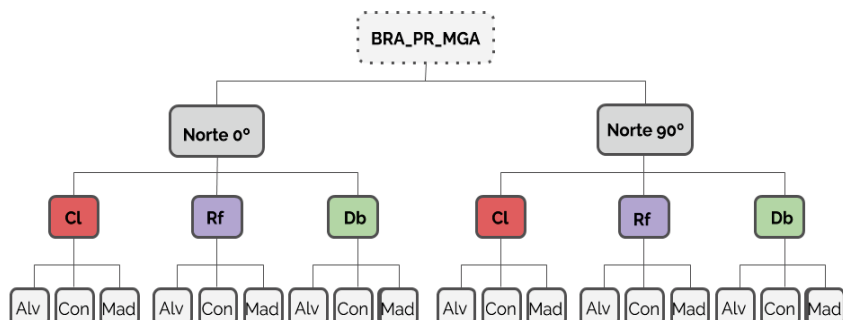 BRA_PR_MGA
Norte 0º Norte 90º
Cl Rf Db Cl Rf Db
Alv Con Mad Alv Con Mad Alv Con Mad Alv Con Mad Alv Con Mad Alv Con Mad